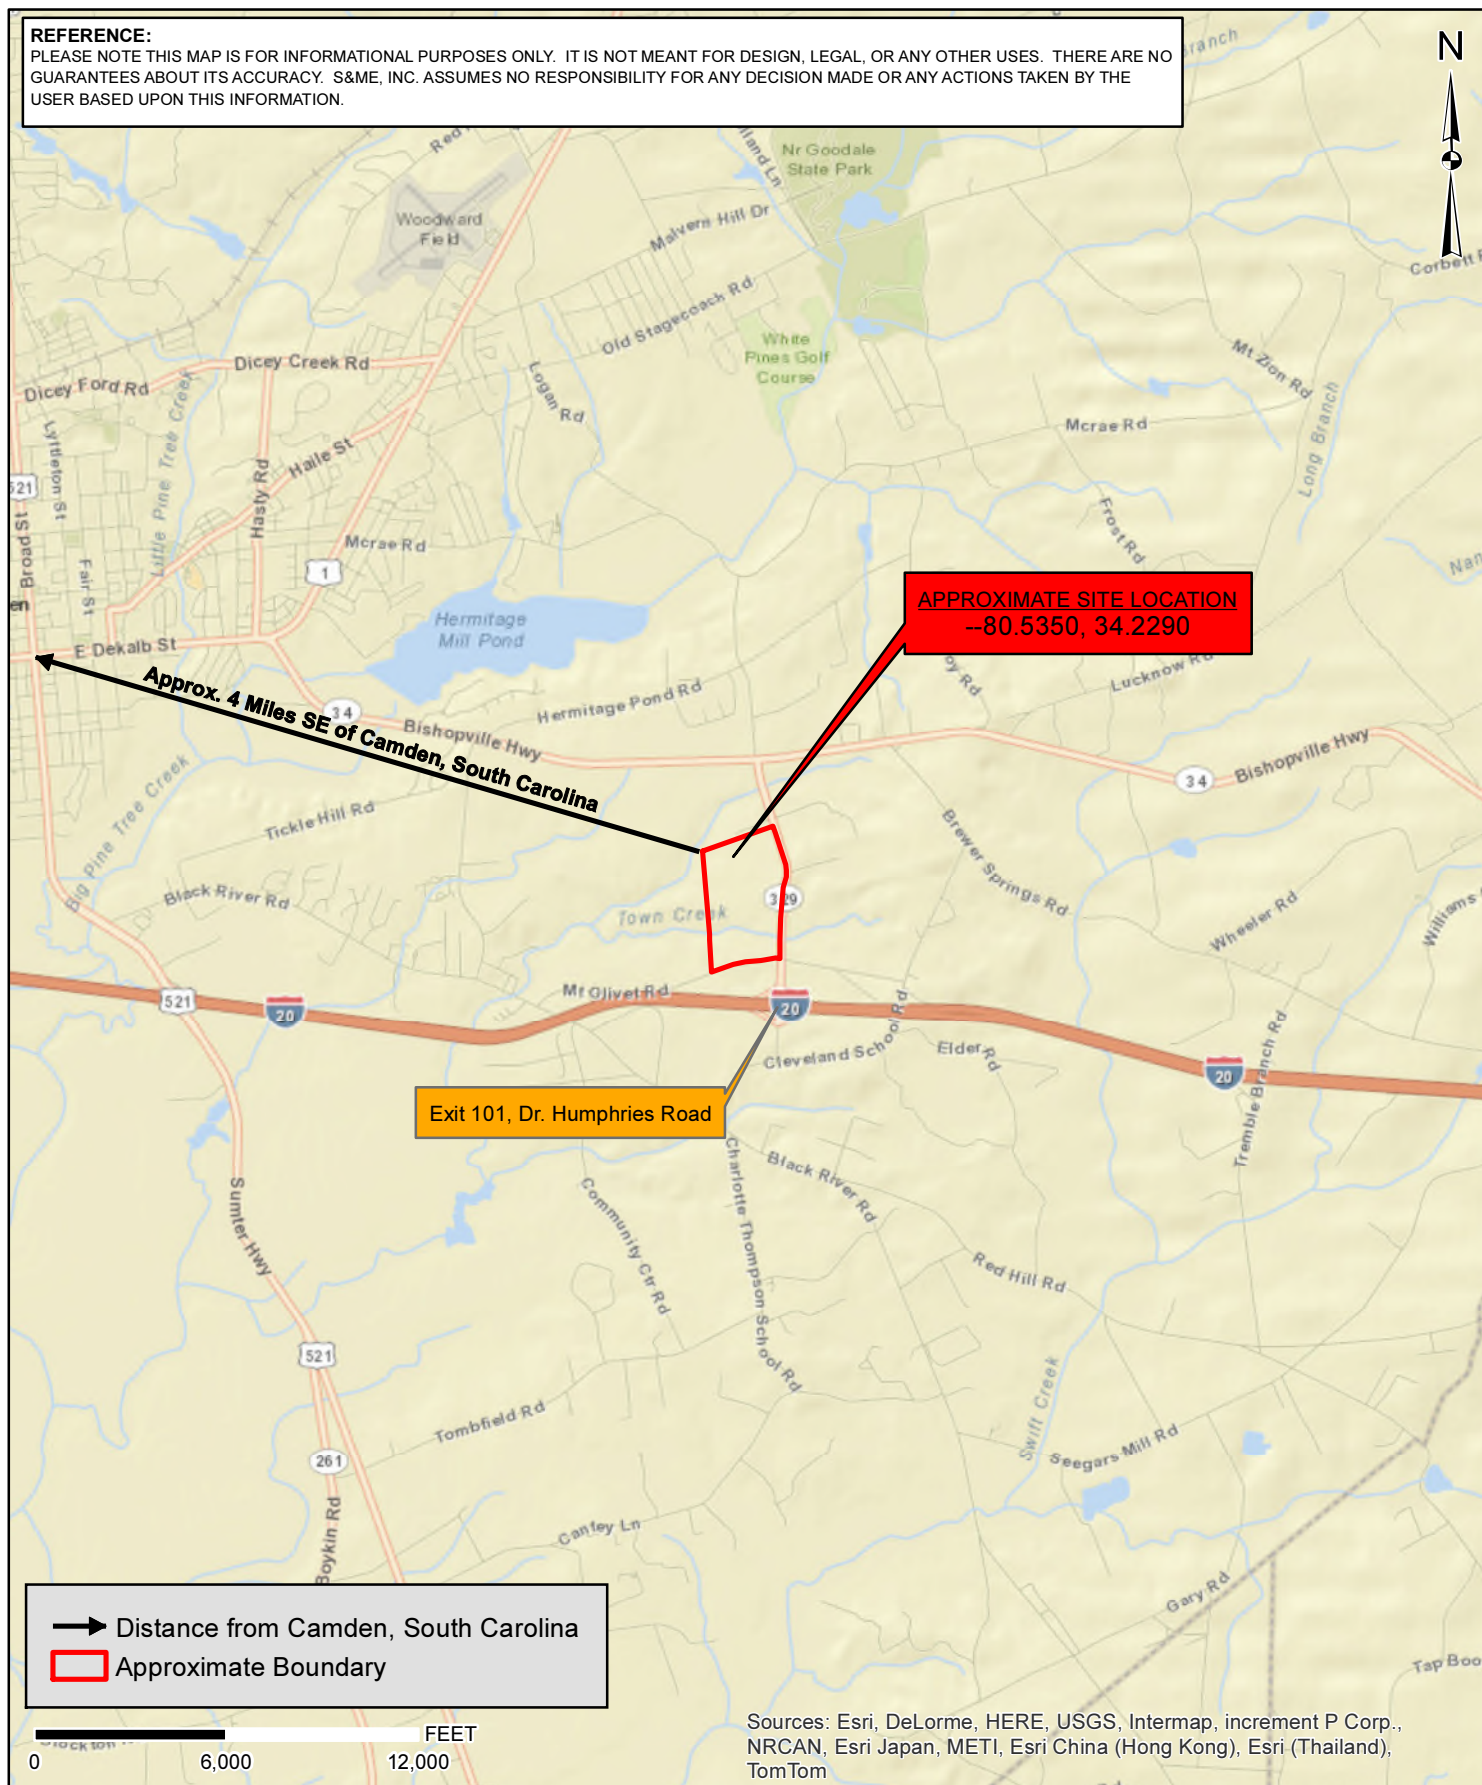 REFERENCE:
PLEASE NOTE THIS MAP IS FOR INFORMATIONAL PURPOSES ONLY. IT IS NOT MEANT FOR DESIGN, LEGAL, OR ANY OTHER USES. THERE ARE NO
GUARANTEES ABOUT ITS ACCURACY. S&ME, INC. ASSUMES NO RESPONSIBILITY FOR ANY DECISION MADE OR ANY ACTIONS TAKEN BY THE
USER BASED UPON THIS INFORMATION.
N
Branch
Nr Goodale
State Park
Woodward
Field
Malvern Hill Dr
Corbett
Old Stagecoach Rd
White
Pines Golf
Course
Mt Zion Rd
Dicey Creek Rd
Dicey Ford Rd
Logan Rd
Long Branch
Mcrae Rd
Lyttleton St
Little Pine Tree Creek
Haile St
Hasty Rd
521
Broad St
Fair St
Mcrae Rd
1
Frost Rd
Hermitage
Mill Pond
APPROXIMATE SITE LOCATION
--80.5350, 34.2290
E Dekalb St
Lucknow Rd
Approx. 4 Miles SE of Camden, South Carolina
34
Hermitage Pond Rd
Bishopville Hwy
Bishopville Hwy
34
Big Pine Tree Creek
Tickle Hill Rd
Brewer Springs Rd
Black River Rd
Town Creek
329
Wheeler Rd
Williams
521
20
Mt Olivet Rd
20
Cleveland School Rd
Elder Rd
20
Tremble Branch Rd
Exit 101, Dr. Humphries Road
Charlotte Thompson School Rd
Black River Rd
Community Ctr Rd
Sumter Hwy
Red Hill Rd
521
Swift Creek
Tombfield Rd
Seegars Mill Rd
261
Boykin Rd
Canfey Ln
Gary Rd
Distance from Camden, South Carolina
Approximate Boundary
Tap Boo
FEET
0 6,000 12,000
Sources: Esri, DeLorme, HERE, USGS, Intermap, increment P Corp.,
NRCAN, Esri Japan, METI, Esri China (Hong Kong), Esri (Thailand),
TomTom